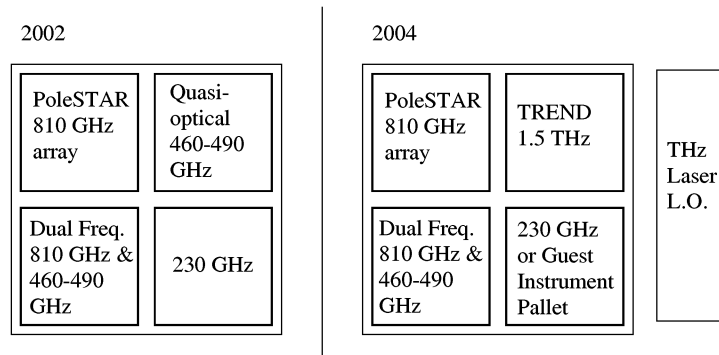 2002
PoleSTAR
810 GHz
array
Quasi-
optical
460-490
GHz
Dual Freq.
810 GHz &
460-490
GHz
230 GHz
2004
PoleSTAR
810 GHz
array
TREND
1.5 THz
Dual Freq.
810 GHz &
460-490
GHz
230 GHz
or Guest
Instrument
Pallet
THz
Laser
L.O.